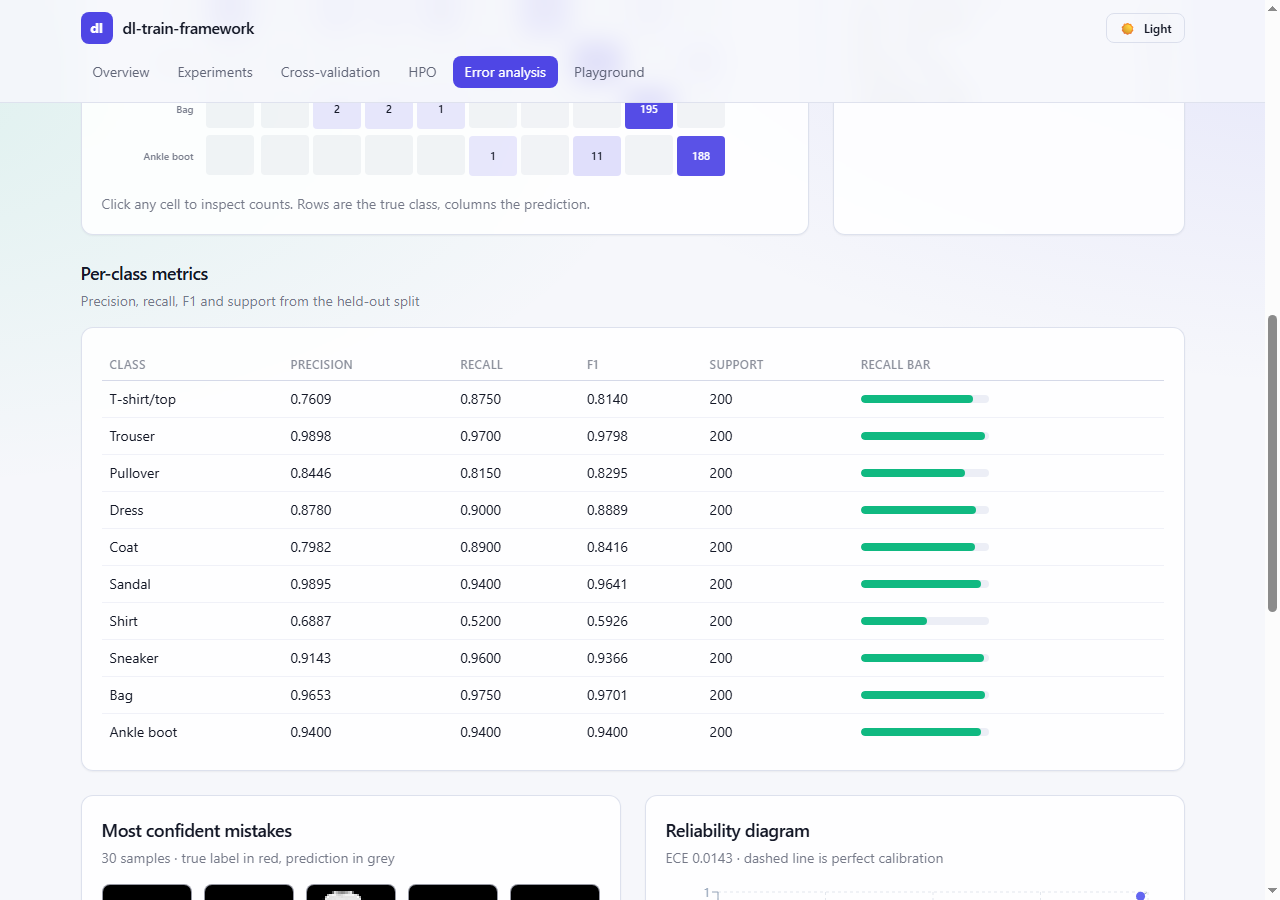 dl dl-train-framework Light
Overview Experiments Cross-validation HPO Error analysis Playground
Bag 2 2 1 195
Ankle boot 1 11 188
Click any cell to inspect counts. Rows are the true class, columns the prediction.
Per-class metrics
Precision, recall, F1 and support from the held-out split
CLASS PRECISION RECALL F1 SUPPORT RECALL BAR
T-shirt/top 0.7609 0.8750 0.8140 200
Trouser 0.9898 0.9700 0.9798 200
Pullover 0.8446 0.8150 0.8295 200
Dress 0.8780 0.9000 0.8889 200
Coat 0.7982 0.8900 0.8416 200
Sandal 0.9895 0.9400 0.9641 200
Shirt 0.6887 0.5200 0.5926 200
Sneaker 0.9143 0.9600 0.9366 200
Bag 0.9653 0.9750 0.9701 200
Ankle boot 0.9400 0.9400 0.9400 200
Most confident mistakes
30 samples · true label in red, prediction in grey
Reliability diagram
ECE 0.0143 · dashed line is perfect calibration
1